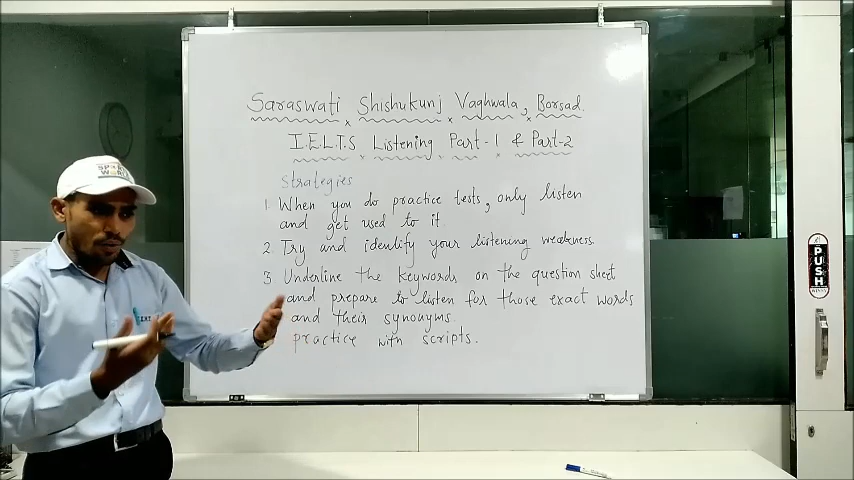 Saraswati Shishukunj Vaghwala, Borsad.
I.E.L.T.S Listening Part-1 & Part-2
Strategies
1 When you do practice tests, only listen
and get used to it.
2. Try and identify your listening weakness.
3 Underline the keywords on the question sheet
and prepare to listen for those exact words
and their synonyms.
practice with scripts.
PUSH